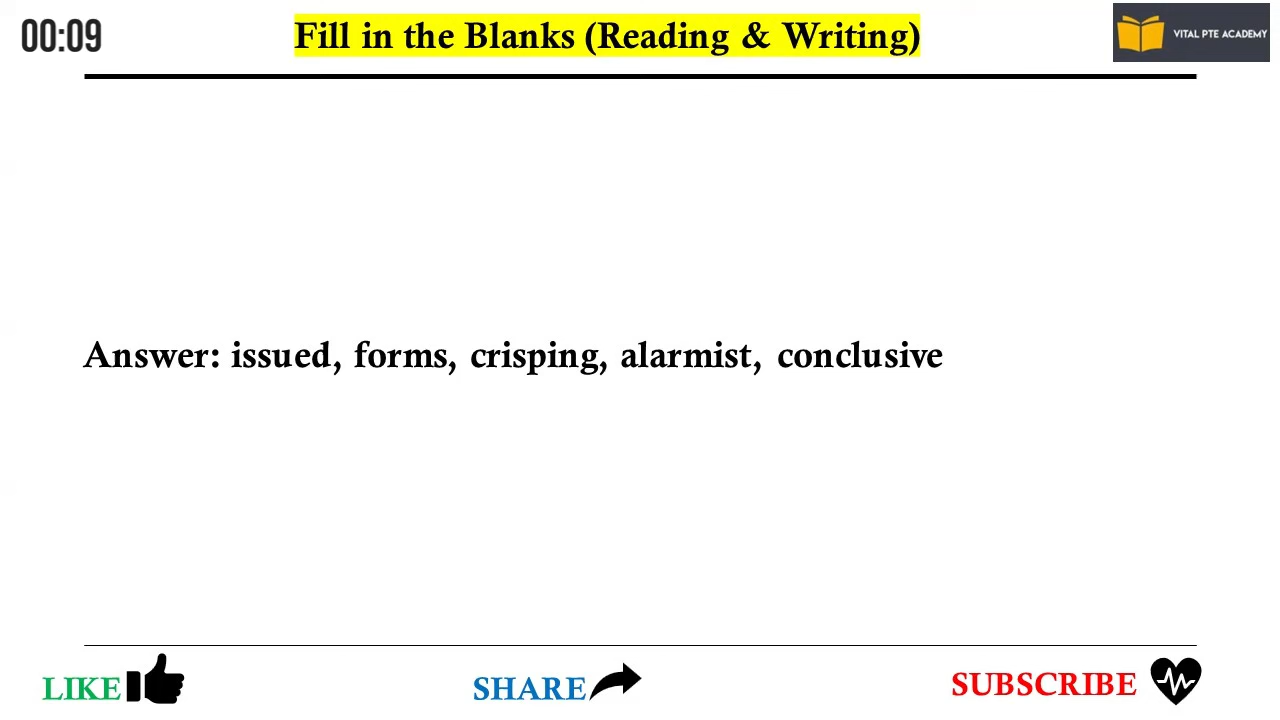 00:09
Fill in the Blanks (Reading & Writing)
VITAL PTE ACADEMY
Answer: issued, forms, crisping, alarmist, conclusive
LIKE
SHARE
SUBSCRIBE